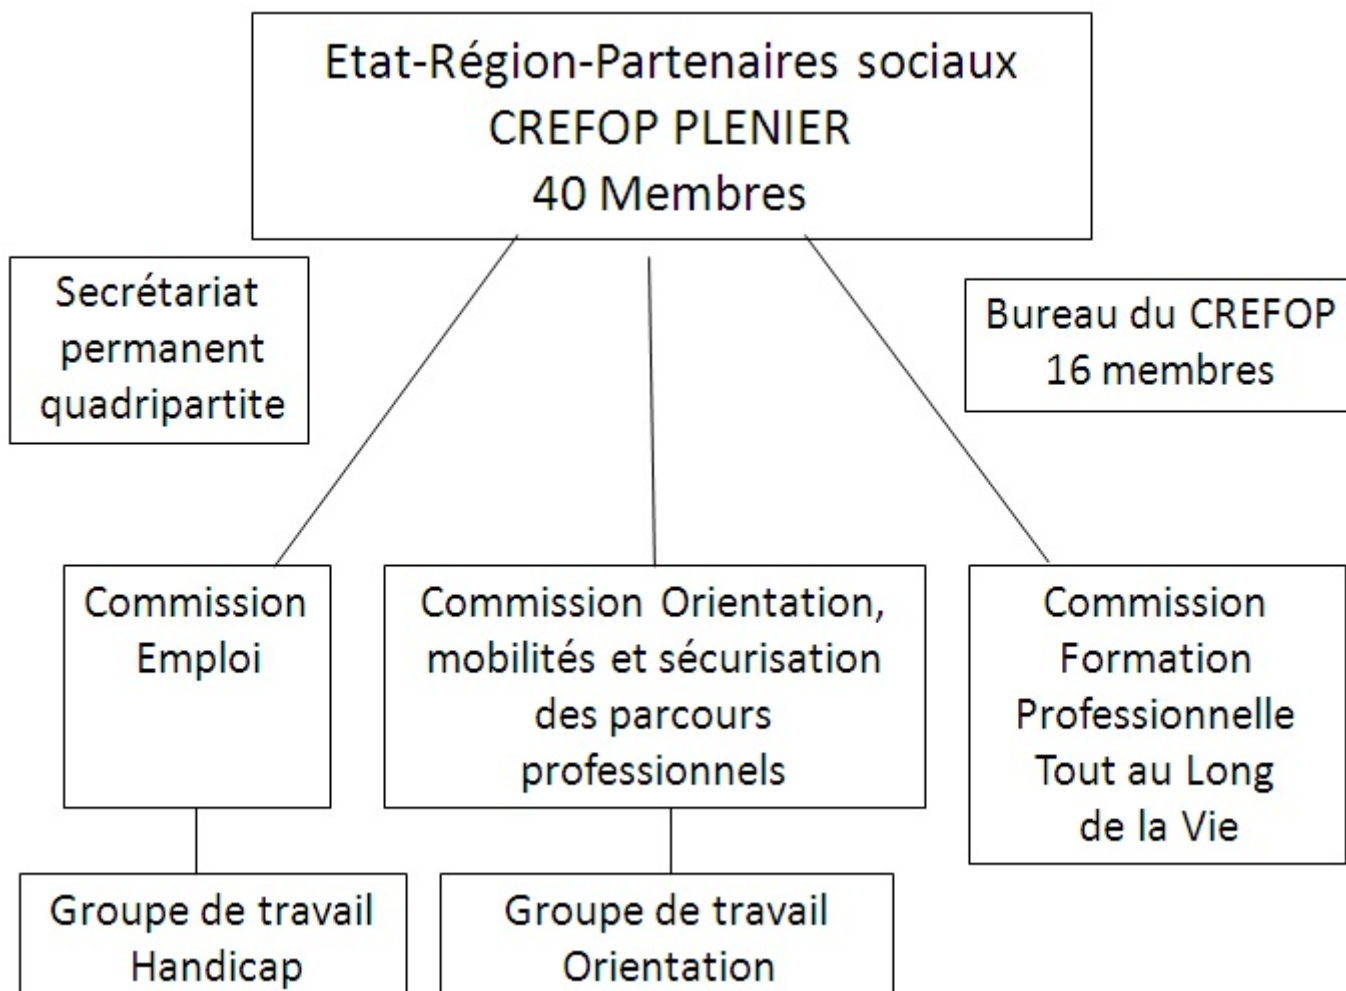 Etat-Région-Partenaires sociaux
CREFOP PLENIER
40 Membres
Secrétariat
permanent
quadripartite
Bureau du CREFOP
16 membres
Commission
Emploi
Commission Orientation,
mobilités et sécurisation
des parcours
professionnels
Commission
Formation
Professionnelle
Tout au Long
de la Vie
Groupe de travail
Handicap
Groupe de travail
Orientation